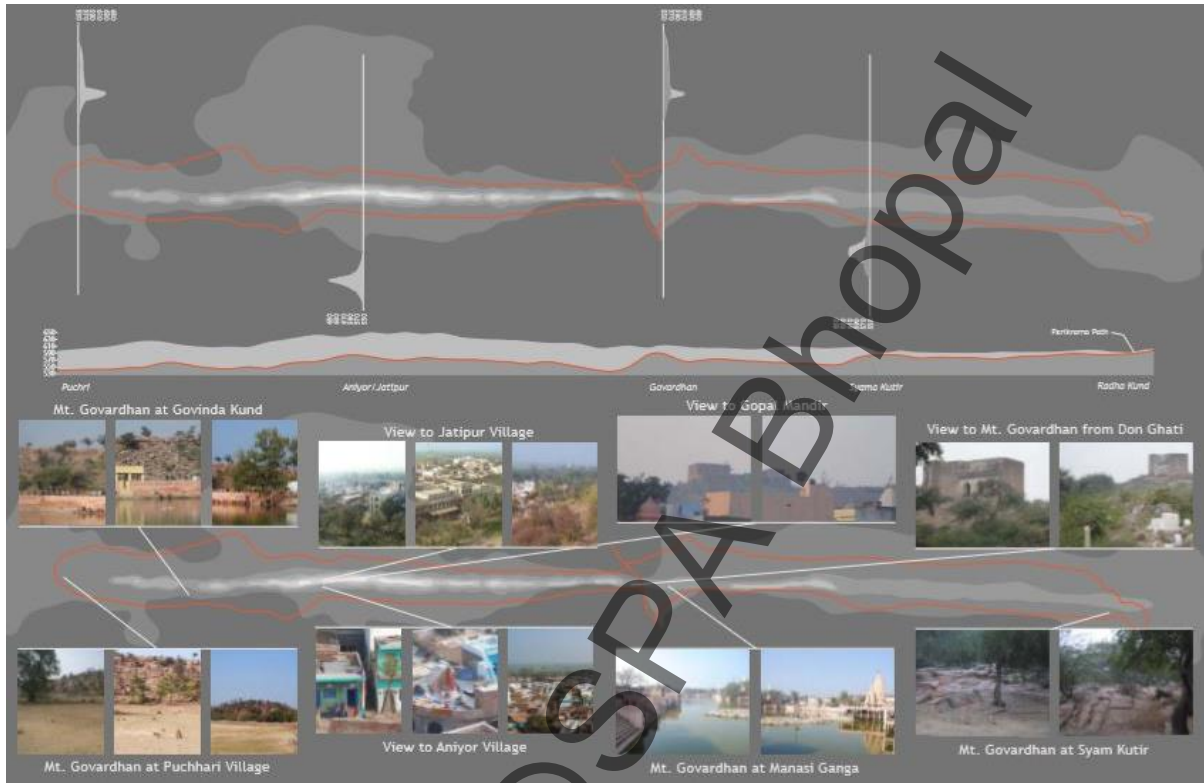 Parikrama Path
Puchri
Aniyor/Jatipur
Govardhan
Syama Kutir
Radha Kund
Mt. Govardhan at Govinda Kund
View to Jatipur Village
View to Gopal Mandir
View to Mt. Govardhan from Don Ghati
Mt. Govardhan at Puchhari Village
View to Aniyor Village
Mt. Govardhan at Manasi Ganga
Mt. Govardhan at Syam Kutir
SPA Bhopal